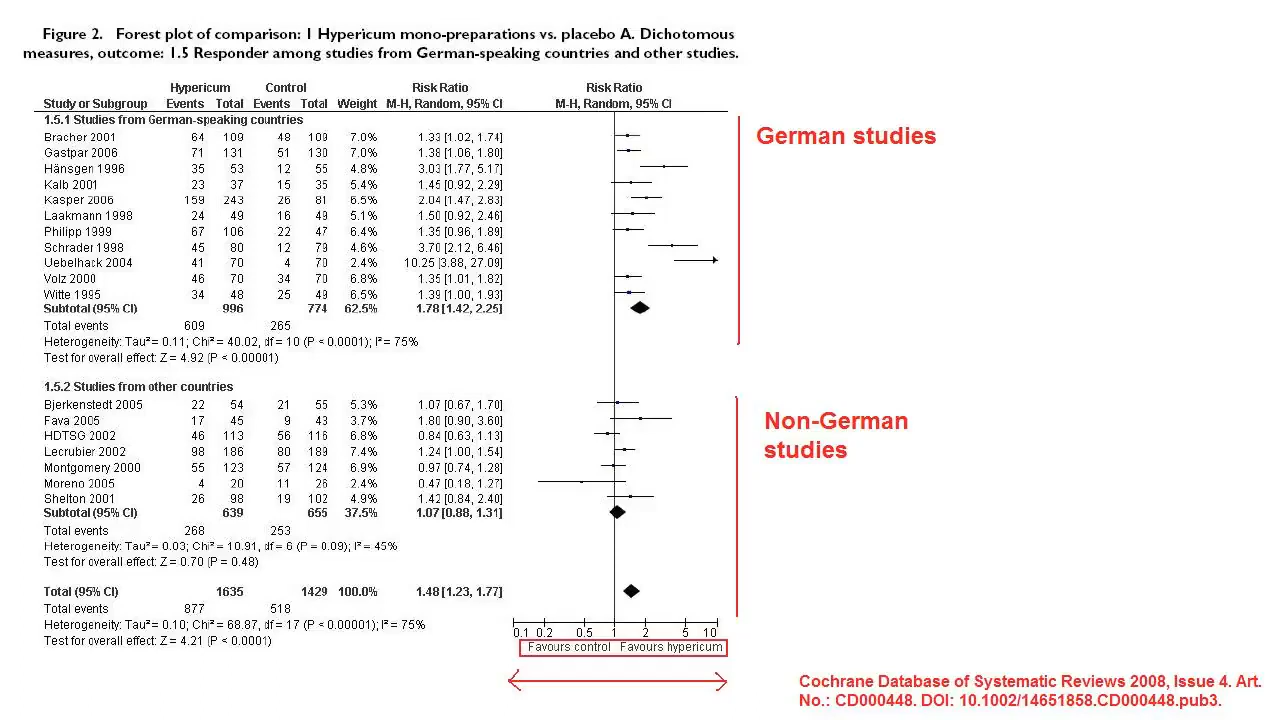 Figure 2. Forest plot of comparison: 1 Hypericum mono-preparations vs. placebo A. Dichotomous
measures, outcome: 1.5 Responder among studies from German-speaking countries and other studies.
Hypericum Control Risk Ratio Risk Ratio
Study or Subgroup Events Total Events Total Weight M-H, Random, 95% CI M-H, Random, 95% CI
1.5.1 Studies from German-speaking countries
Bracher 2001 64 109 48 109 7.0% 1.33 [1.02, 1.74]
German studies
Gastpar 2006 71 131 51 130 7.0% 1.38 [1.06, 1.80]
Hänsgen 1996 35 53 12 55 4.8% 3.03 [1.77, 5.17]
Kalb 2001 23 37 15 35 5.4% 1.45 [0.92, 2.29]
Kasper 2006 159 243 26 81 6.5% 2.04 [1.47, 2.83]
Laakmann 1998 24 49 16 49 5.1% 1.50 [0.92, 2.46]
Philipp 1999 67 106 22 47 6.4% 1.35 [0.96, 1.89]
Schrader 1998 45 80 12 79 4.6% 3.70 [2.12, 6.46]
Uebelhack 2004 41 70 4 70 2.4% 10.25 [3.88, 27.09]
Volz 2000 46 70 34 70 6.8% 1.35 [1.01, 1.82]
Witte 1995 34 48 25 49 6.5% 1.39 [1.00, 1.93]
Subtotal (95% CI) 996 774 62.5% 1.78 [1.42, 2.25]
Total events 609 265
Heterogeneity: Tau² = 0.11; Chi² = 40.02, df = 10 (P < 0.0001); I² = 75%
Test for overall effect: Z = 4.92 (P < 0.00001)
1.5.2 Studies from other countries
Bjerkenstedt 2005 22 54 21 55 5.3% 1.07 [0.67, 1.70]
Fava 2005 17 45 9 43 3.7% 1.80 [0.90, 3.60]
Non-German
studies
HDTSG 2002 46 113 56 116 6.8% 0.84 [0.63, 1.13]
Lecrubier 2002 98 186 80 189 7.4% 1.24 [1.00, 1.54]
Montgomery 2000 55 123 57 124 6.9% 0.97 [0.74, 1.28]
Moreno 2005 4 20 11 26 2.4% 0.47 [0.18, 1.27]
Shelton 2001 26 98 19 102 4.9% 1.42 [0.84, 2.40]
Subtotal (95% CI) 639 655 37.5% 1.07 [0.88, 1.31]
Total events 268 253
Heterogeneity: Tau² = 0.03; Chi² = 10.91, df = 6 (P = 0.09); I² = 45%
Test for overall effect: Z = 0.70 (P = 0.48)
Total (95% CI) 1635 1429 100.0% 1.48 [1.23, 1.77]
Total events 877 518
Heterogeneity: Tau² = 0.10; Chi² = 68.87, df = 17 (P < 0.00001); I² = 75%
Test for overall effect: Z = 4.21 (P < 0.0001)
0.1 0.2 0.5 1 2 5 10
Favours control Favours hypericum
Cochrane Database of Systematic Reviews 2008, Issue 4. Art.
No.: CD000448. DOI: 10.1002/14651858.CD000448.pub3.